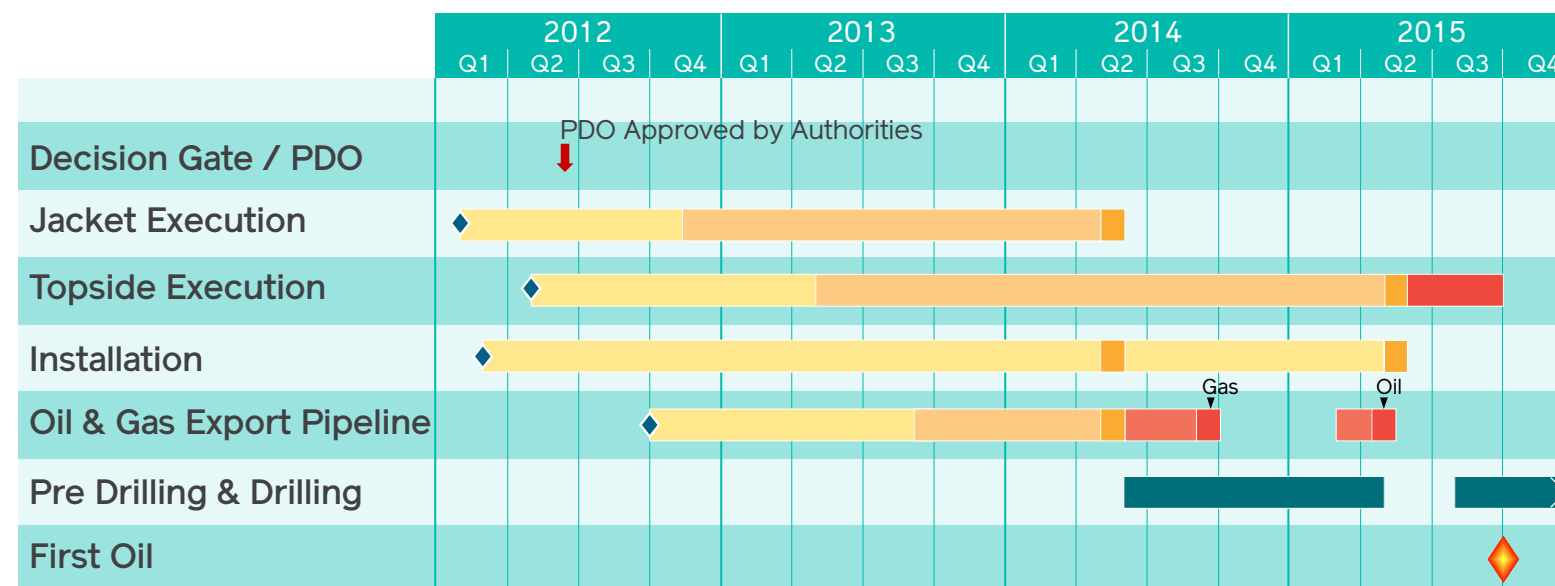 2012 2013 2014 2015
Q1 Q2 Q3 Q4 Q1 Q2 Q3 Q4 Q1 Q2 Q3 Q4 Q1 Q2 Q3 Q4
PDO Approved by Authorities
Decision Gate / PDO
Jacket Execution
Topside Execution
Installation
Gas Oil
Oil & Gas Export Pipeline
Pre Drilling & Drilling
First Oil